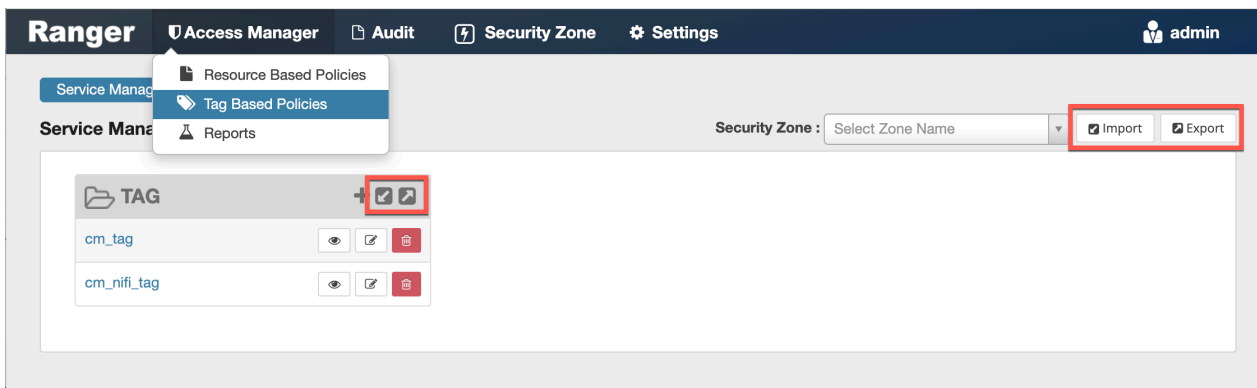 Ranger Access Manager Audit Security Zone Settings admin
Resource Based Policies
Service Manag
Tag Based Policies
Service Mana
Reports
Security Zone : Select Zone Name Import Export
TAG
cm_tag
cm_nifi_tag